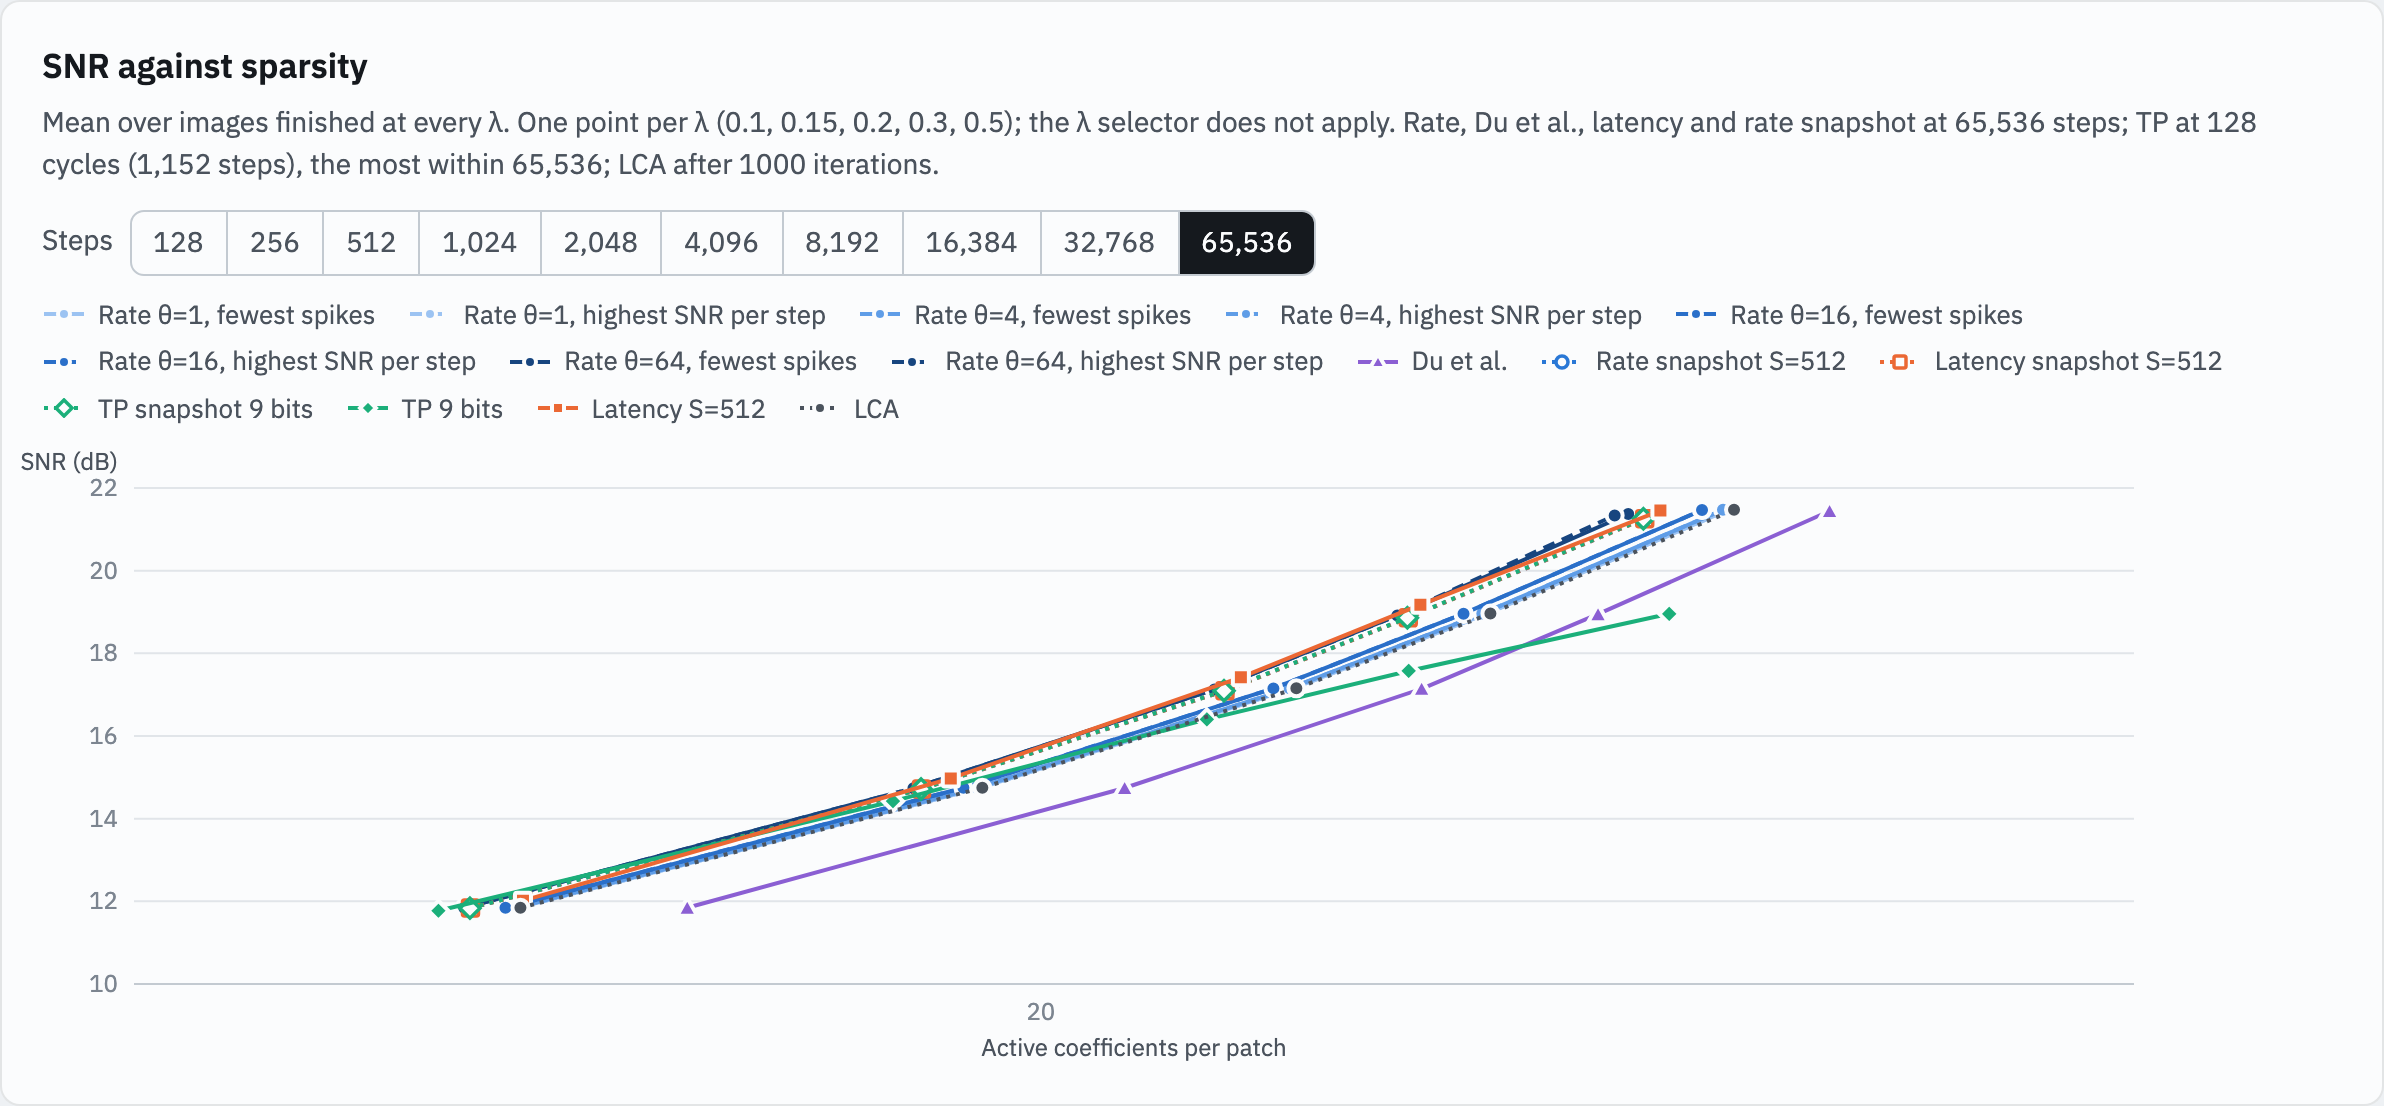 SNR against sparsity
Mean over images finished at every λ. One point per λ (0.1, 0.15, 0.2, 0.3, 0.5); the λ selector does not apply. Rate, Du et al., latency and rate snapshot at 65,536 steps; TP at 128
cycles (1,152 steps), the most within 65,536; LCA after 1000 iterations.
Steps 128 256 512 1,024 2,048 4,096 8,192 16,384 32,768 65,536
Rate θ=1, fewest spikes Rate θ=1, highest SNR per step Rate θ=4, fewest spikes Rate θ=4, highest SNR per step Rate θ=16, fewest spikes
Rate θ=16, highest SNR per step Rate θ=64, fewest spikes Rate θ=64, highest SNR per step Du et al. Rate snapshot S=512 Latency snapshot S=512
TP snapshot 9 bits TP 9 bits Latency S=512 LCA
SNR (dB)
22
20
18
16
14
12
10
20
Active coefficients per patch